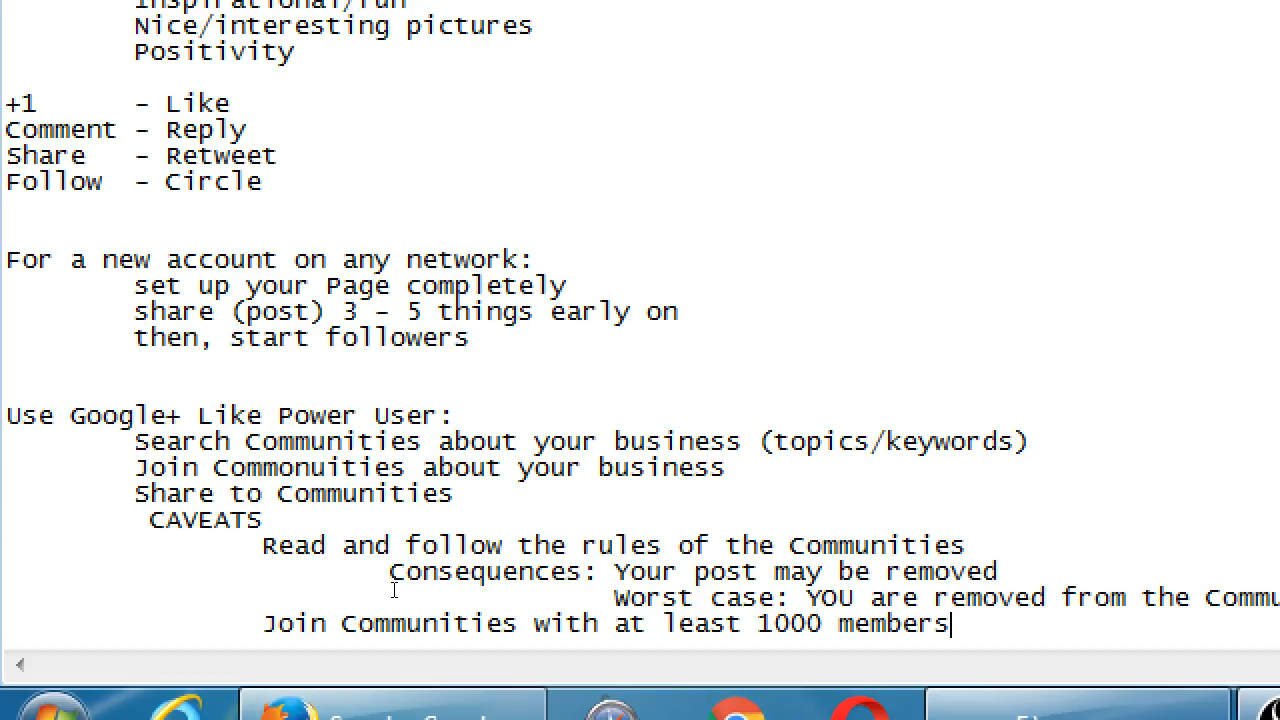 Inspirational/fun
Nice/interesting pictures
Positivity
+1 - Like
Comment - Reply
Share - Retweet
Follow - Circle
For a new account on any network:
set up your Page completely
share (post) 3 - 5 things early on
then, start followers
Use Google+ Like Power User:
Search Communities about your business (topics/keywords)
Join Commonuities about your business
Share to Communities
CAVEATS
Read and follow the rules of the Communities
Consequences: Your post may be removed
Worst case: YOU are removed from the Commu
Join Communities with at least 1000 members